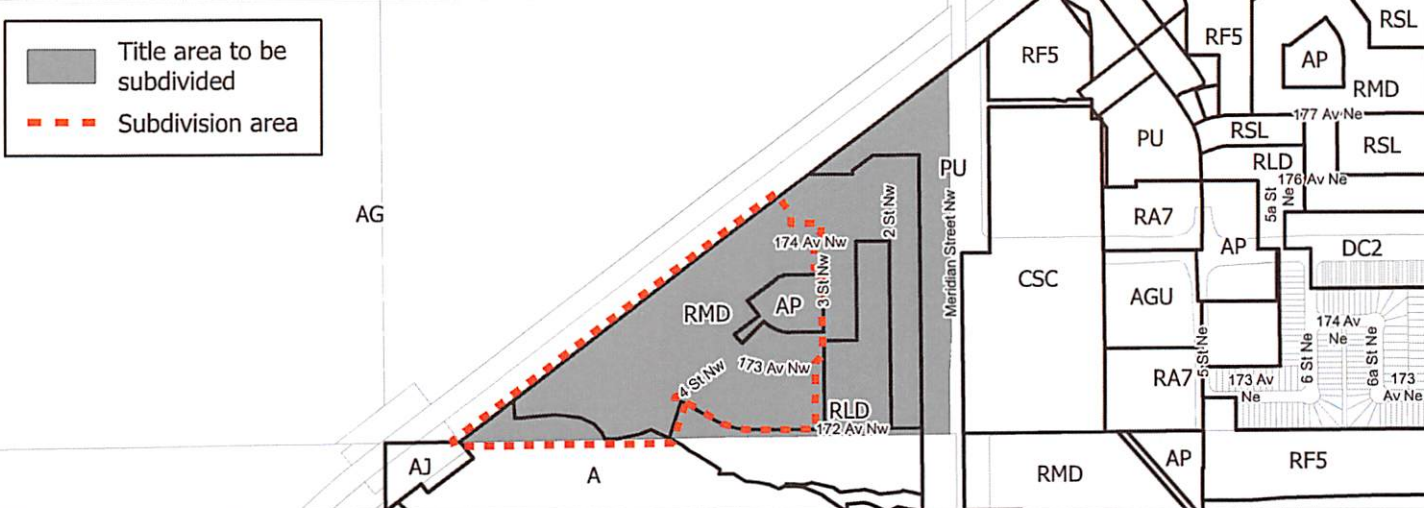 Title area to be
subdivided
Subdivision area
RSL
RF5
RF5
AP
RMD
177 Av Ne
RSL
RSL
PU
RLD
176 Av Ne
PU
5a St
Ne
AG
2 St Nw
RA7
174 Av Nw
AP
DC2
Meridian Street Nw
3 St Nw
CSC
AGU
RMD
AP
174 Av
Ne
5 St Ne
6 St Ne
6a St Ne
173 Av Nw
4 St Nw
RA7
173 Av
Ne
173
Av Ne
RLD
172 Av Nw
AJ
A
RMD
AP
RF5